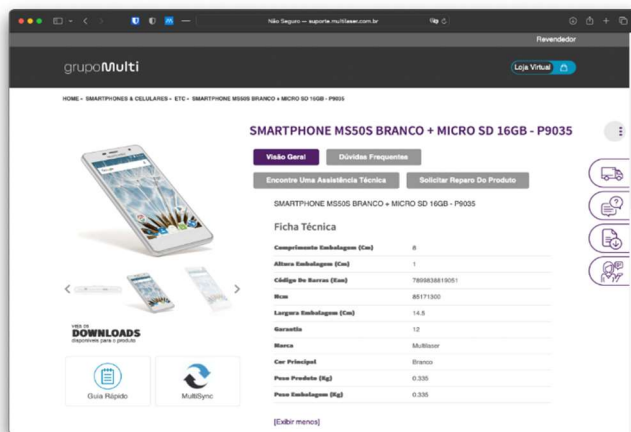 Não Seguro — suporte.multilaser.com.br
Revendedor
grupoMulti
Loja Virtual
HOME - SMARTPHONES & CELULARES - ETC - SMARTPHONE MS50S BRANCO + MICRO SD 16GB - P9035
SMARTPHONE MS50S BRANCO + MICRO SD 16GB - P9035
Visão Geral
Dúvidas Frequentes
Encontre Uma Assistência Técnica
Solicitar Reparo Do Produto
SMARTPHONE MS50S BRANCO + MICRO SD 16GB - P9035
Ficha Técnica
Comprimento Embalagem (Cm) 8
Altura Embalagem (Cm) 1
Código De Barras (Ean) 7899838819051
Ncm 85171300
Largura Embalagem (Cm) 14.5
Garantia 12
Marca Multilaser
Cor Principal Branco
Peso Produto (Kg) 0.335
Peso Embalagem (Kg) 0.335
[Exibir menos]
VEJA OS
DOWNLOADS
disponíveis para o produto
Guia Rápido
MultiSync